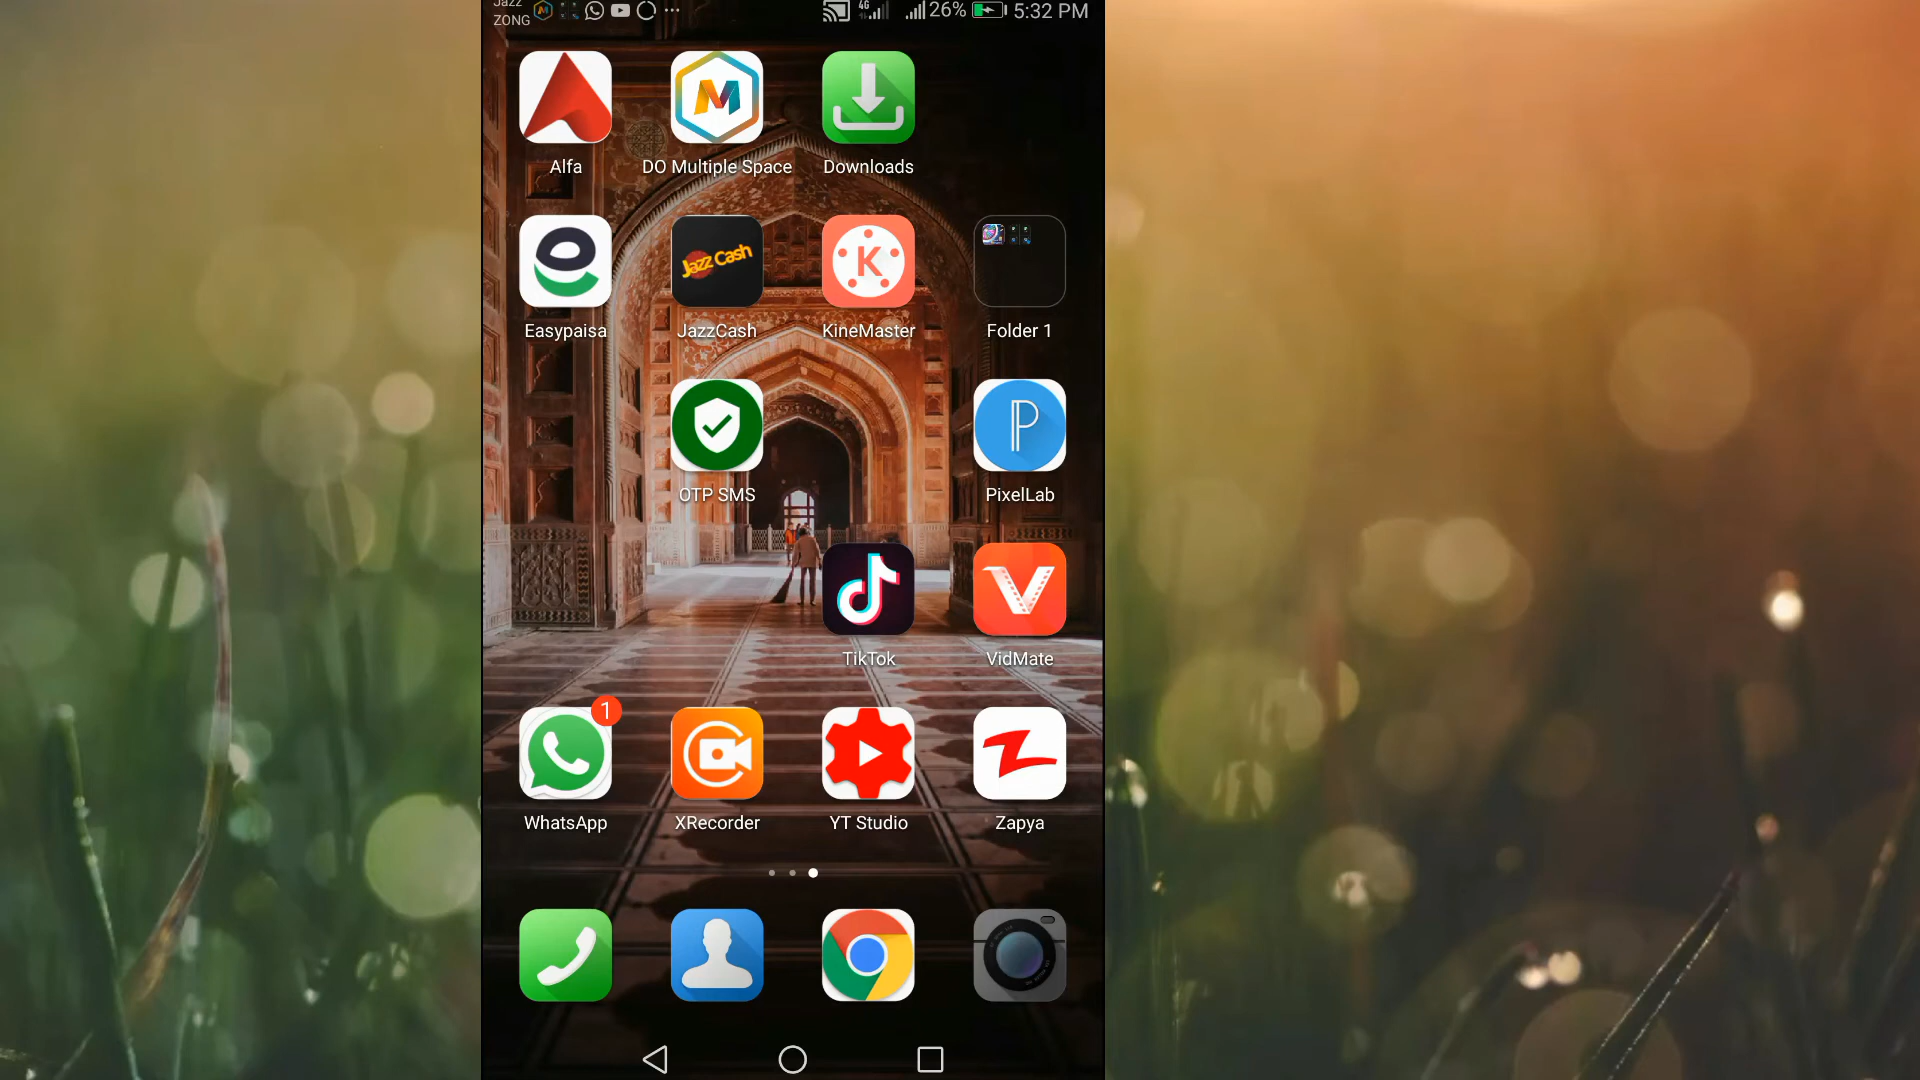 Jazz
ZONG
4G
26%
5:32 PM
Alfa
DO Multiple Space
Downloads
Jazz Cash
K
Easypaisa
JazzCash
KineMaster
Folder 1
OTP SMS
PixelLab
TikTok
VidMate
1
WhatsApp
XRecorder
YT Studio
Zapya